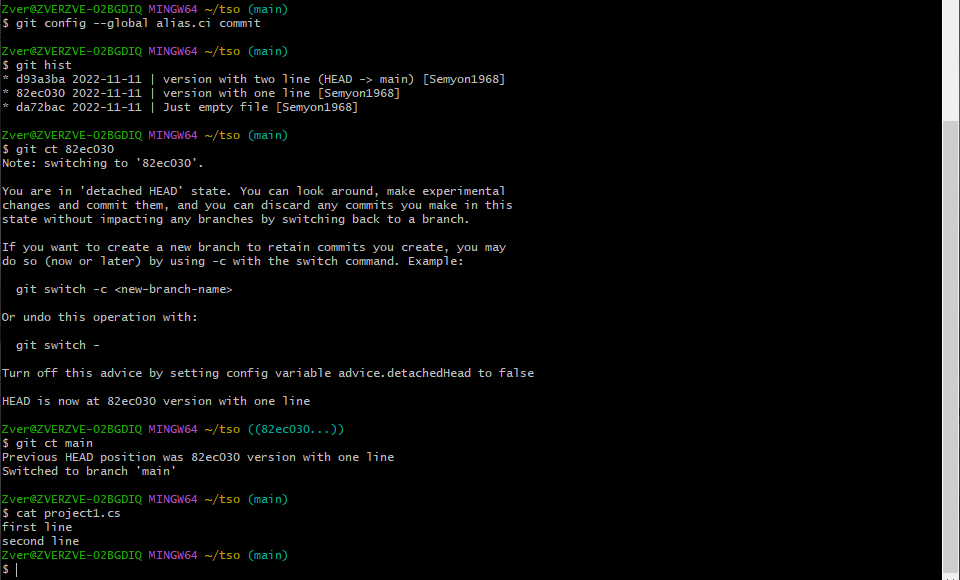 Zver@ZVERZVE-02BGDIQ MINGW64 ~/tso (main)
$ git config --global alias.ci commit
Zver@ZVERZVE-02BGDIQ MINGW64 ~/tso (main)
$ git hist
* d93a3ba 2022-11-11 | version with two line (HEAD -> main) [Semyon1968]
* 82ec030 2022-11-11 | version with one line [Semyon1968]
* da72bac 2022-11-11 | Just empty file [Semyon1968]
Zver@ZVERZVE-02BGDIQ MINGW64 ~/tso (main)
$ git ct 82ec030
Note: switching to '82ec030'.
You are in 'detached HEAD' state. You can look around, make experimental
changes and commit them, and you can discard any commits you make in this
state without impacting any branches by switching back to a branch.
If you want to create a new branch to retain commits you create, you may
do so (now or later) by using -c with the switch command. Example:
  git switch -c <new-branch-name>
Or undo this operation with:
  git switch -
Turn off this advice by setting config variable advice.detachedHead to false
HEAD is now at 82ec030 version with one line
Zver@ZVERZVE-02BGDIQ MINGW64 ~/tso ((82ec030...))
$ git ct main
Previous HEAD position was 82ec030 version with one line
Switched to branch 'main'
Zver@ZVERZVE-02BGDIQ MINGW64 ~/tso (main)
$ cat project1.cs
first line
second line
Zver@ZVERZVE-02BGDIQ MINGW64 ~/tso (main)
$